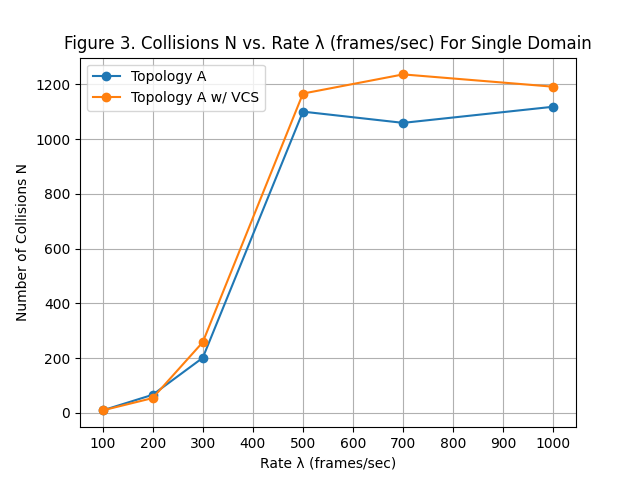 Figure 3. Collisions N vs. Rate λ (frames/sec) For Single Domain
Topology A
Topology A w/ VCS
Number of Collisions N
1200
1000
800
600
400
200
0
100 200 300 400 500 600 700 800 900 1000
Rate λ (frames/sec)